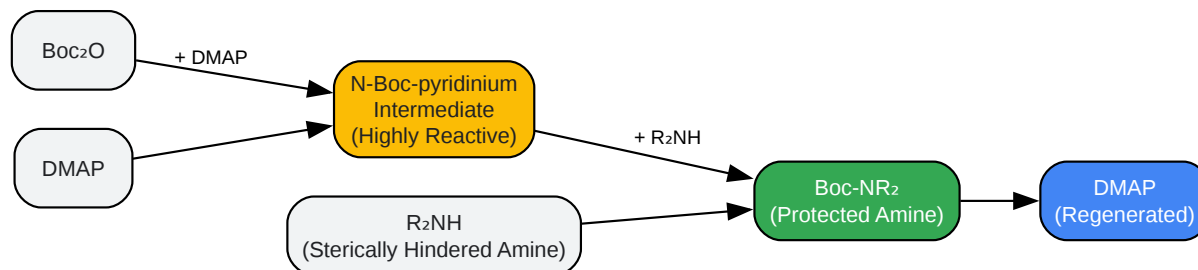 Boc₂O
+ DMAP
DMAP
N-Boc-pyridinium
Intermediate
(Highly Reactive)
+ R₂NH
R₂NH
(Sterically Hindered Amine)
Boc-NR₂
(Protected Amine)
DMAP
(Regenerated)